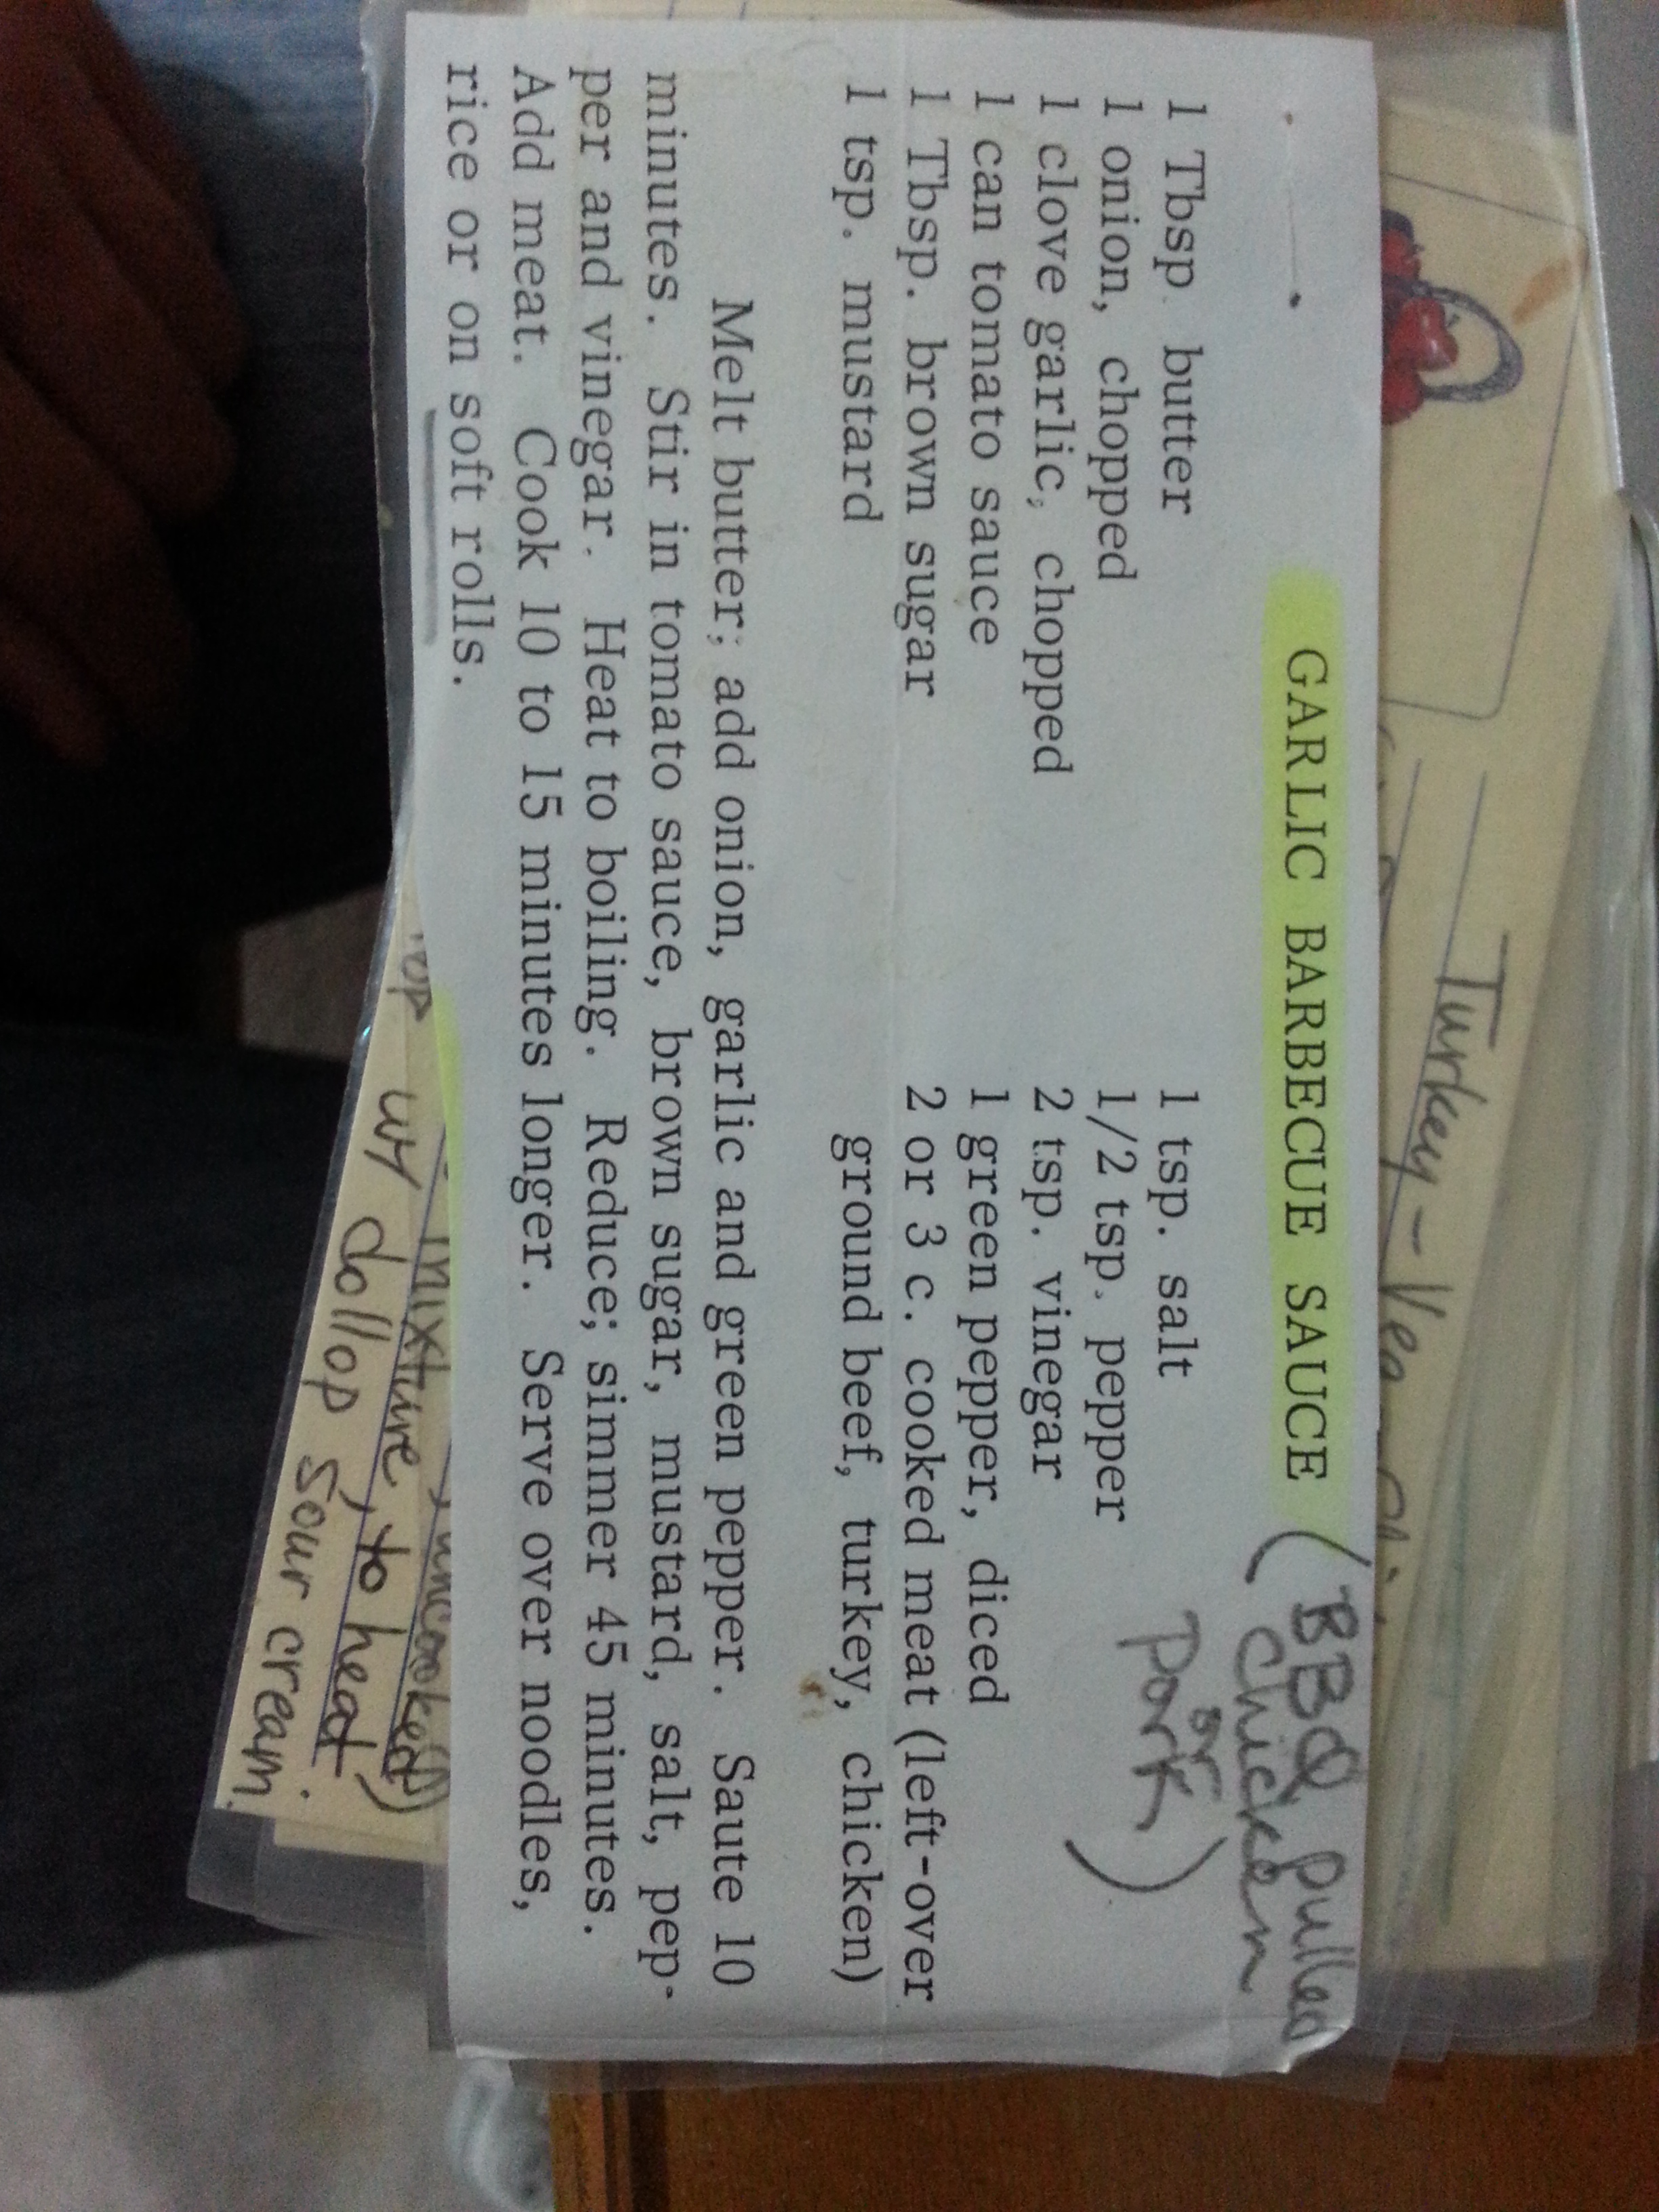 Turkey - Veg
GARLIC BARBECUE SAUCE (BBQ Pulled
Chicken
or
Pork)
1 Tbsp. butter
1 onion, chopped
1 clove garlic, chopped
1 can tomato sauce
1 Tbsp. brown sugar
1 tsp. mustard
1 tsp. salt
1/2 tsp. pepper
2 tsp. vinegar
1 green pepper, diced
2 or 3 c. cooked meat (left-over
ground beef, turkey, chicken)
Melt butter; add onion, garlic and green pepper. Saute 10
minutes. Stir in tomato sauce, brown sugar, mustard, salt, pep-
per and vinegar. Heat to boiling. Reduce; simmer 45 minutes.
Add meat. Cook 10 to 15 minutes longer. Serve over noodles,
rice or on soft rolls.
uncooked)
mixture, to heat.
w/ dollop sour cream.